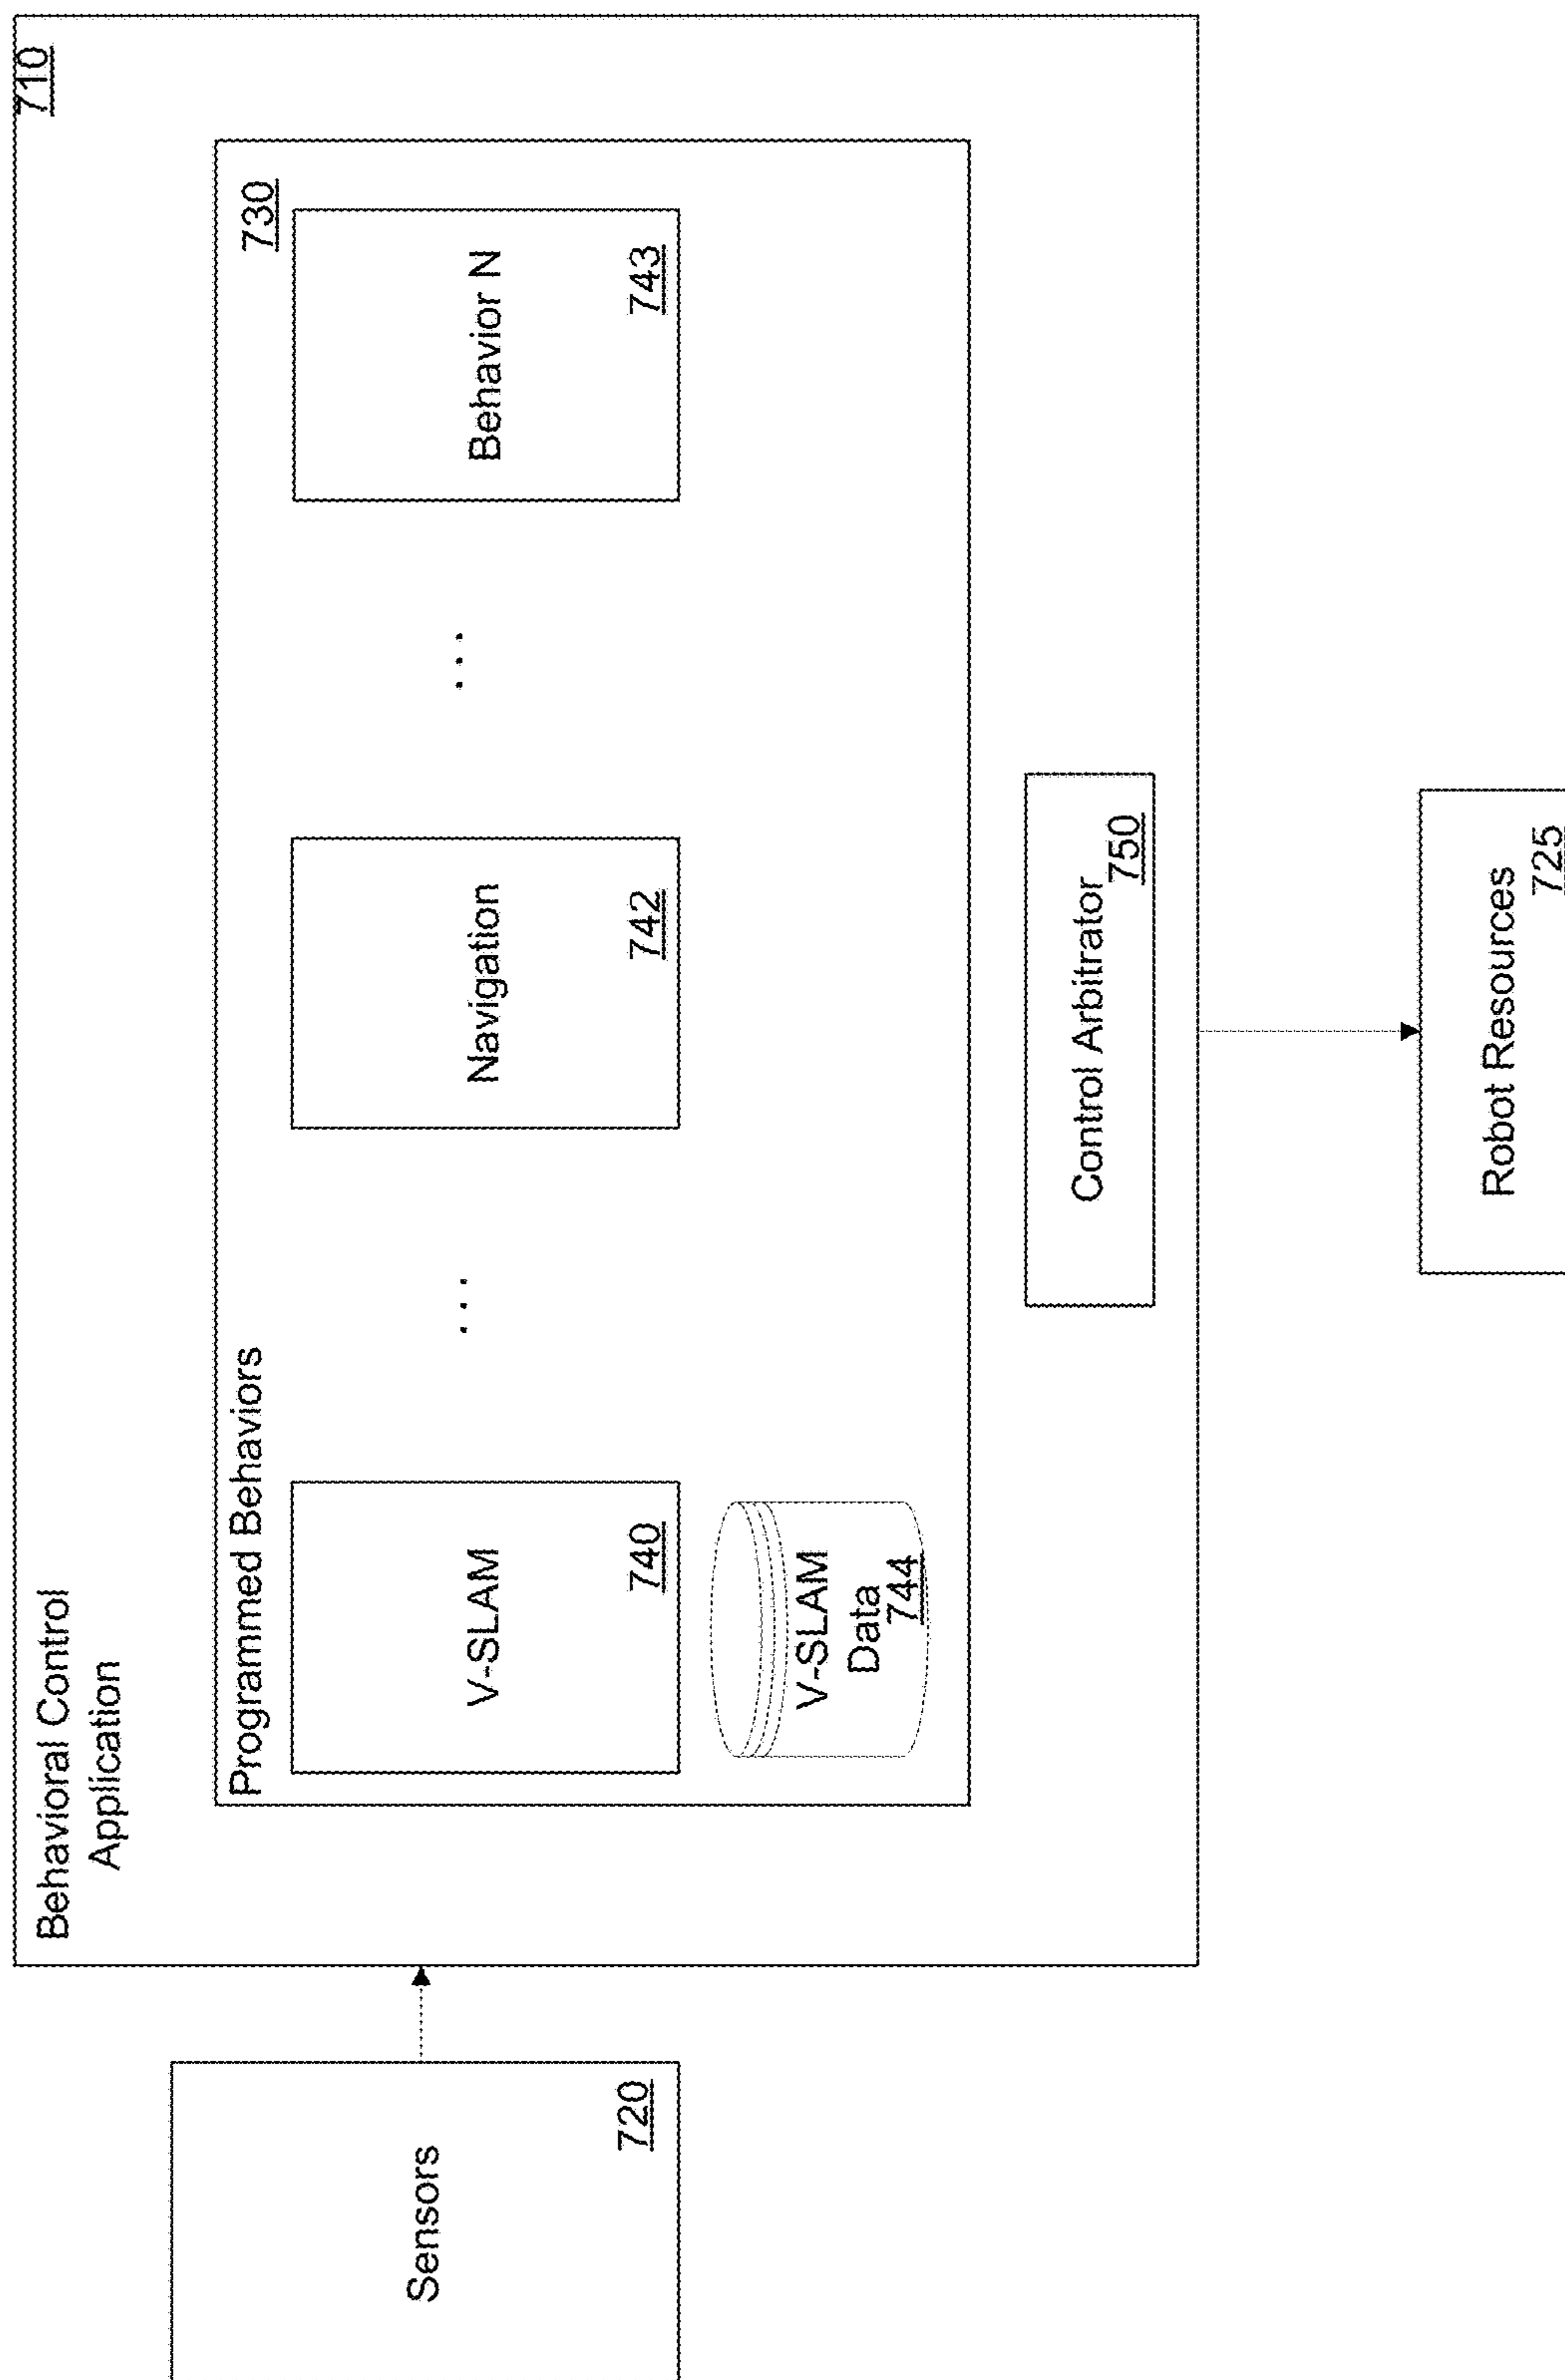 Behavioral Control
Application
710
Programmed Behaviors
730
V-SLAM
740
...
Navigation
742
...
Behavior N
743
V-SLAM
Data
744
Control Arbitrator
750
Sensors
720
Robot Resources
725